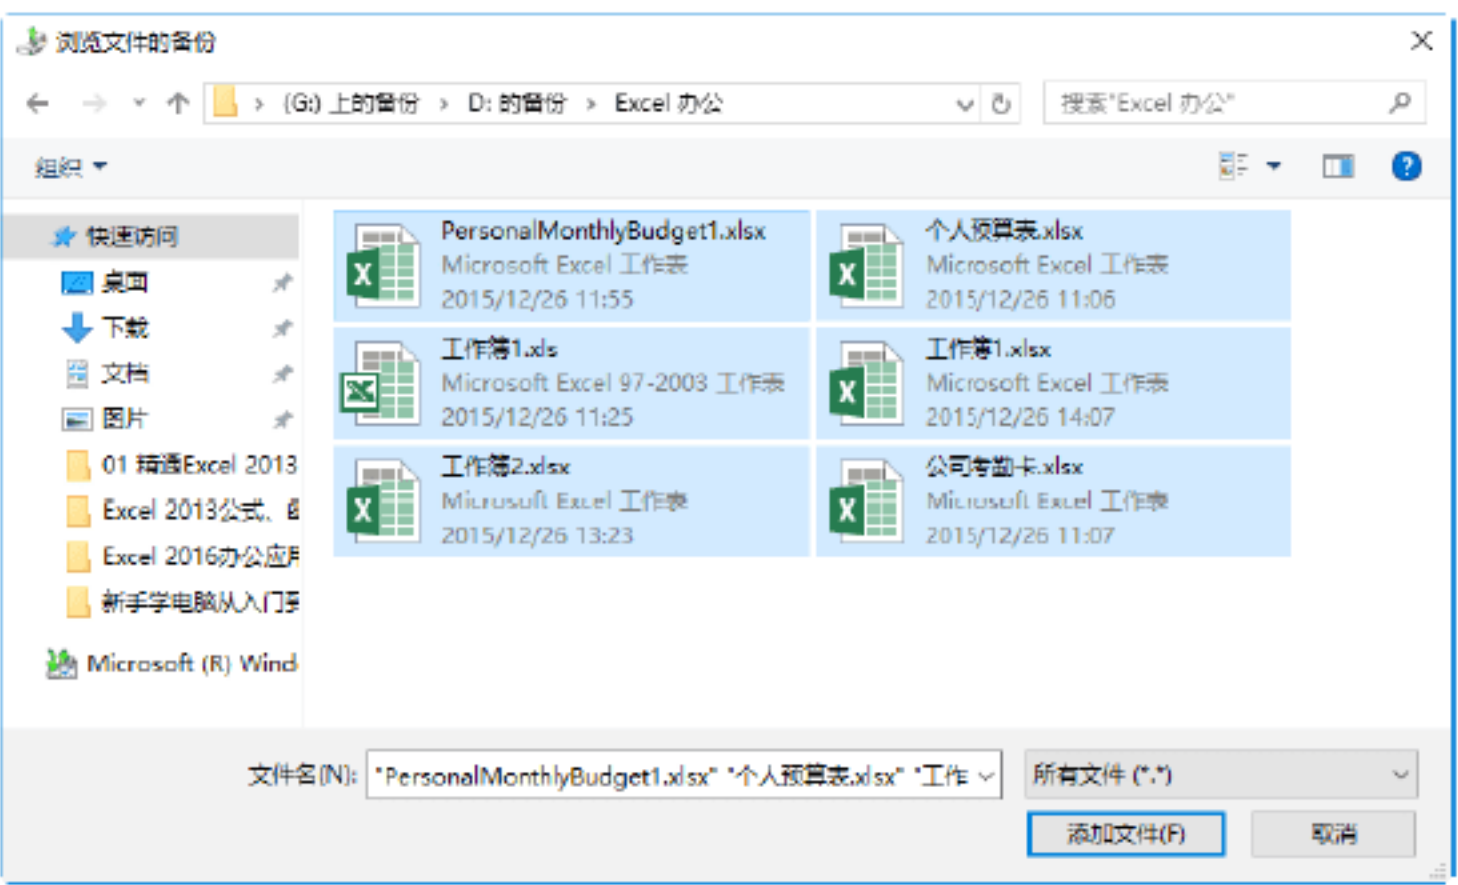 浏览文件的备份
(G:) 上的备份 › D: 的备份 › Excel 办公
搜索"Excel 办公"
组织
快速访问
桌面
下载
文档
图片
01 精通Excel 2013
Excel 2013公式、
Excel 2016办公应用
新手学电脑从入门到
Microsoft (R) Wind
PersonalMonthlyBudget1.xlsx
Microsoft Excel 工作表
2015/12/26 11:55
个人预算表.xlsx
Microsoft Excel 工作表
2015/12/26 11:06
工作簿1.xls
Microsoft Excel 97-2003 工作表
2015/12/26 11:25
工作簿1.xlsx
Microsoft Excel 工作表
2015/12/26 14:07
工作簿2.xlsx
Microsoft Excel 工作表
2015/12/26 13:23
公司考勤卡.xlsx
Microsoft Excel 工作表
2015/12/26 11:07
文件名(N): "PersonalMonthlyBudget1.xlsx" "个人预算表.xlsx" "工作
所有文件 (*.*)
添加文件(F)
取消